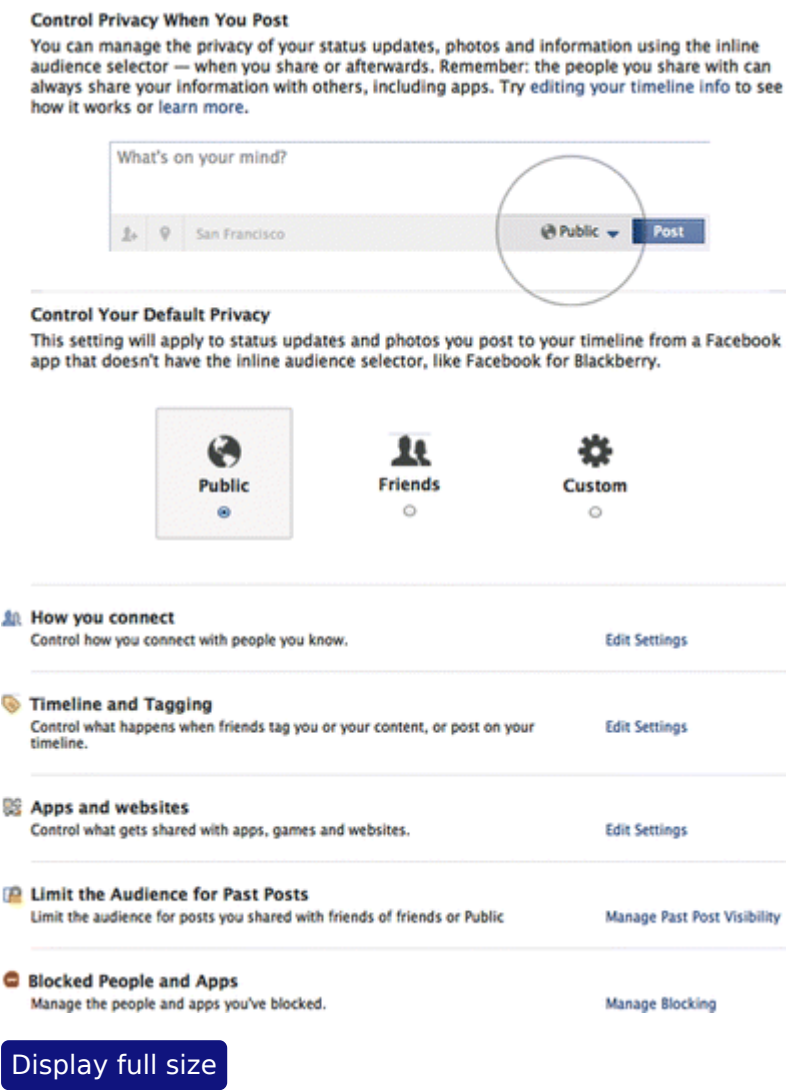 Control Privacy When You Post
You can manage the privacy of your status updates, photos and information using the inline
audience selector — when you share or afterwards. Remember: the people you share with can
always share your information with others, including apps. Try editing your timeline info to see
how it works or learn more.
What's on your mind?
San Francisco
Public
Post
Control Your Default Privacy
This setting will apply to status updates and photos you post to your timeline from a Facebook
app that doesn't have the inline audience selector, like Facebook for Blackberry.
Public
Friends
Custom
How you connect
Control how you connect with people you know.
Edit Settings
Timeline and Tagging
Control what happens when friends tag you or your content, or post on your
timeline.
Edit Settings
Apps and websites
Control what gets shared with apps, games and websites.
Edit Settings
Limit the Audience for Past Posts
Limit the audience for posts you shared with friends of friends or Public
Manage Past Post Visibility
Blocked People and Apps
Manage the people and apps you've blocked.
Manage Blocking
Display full size